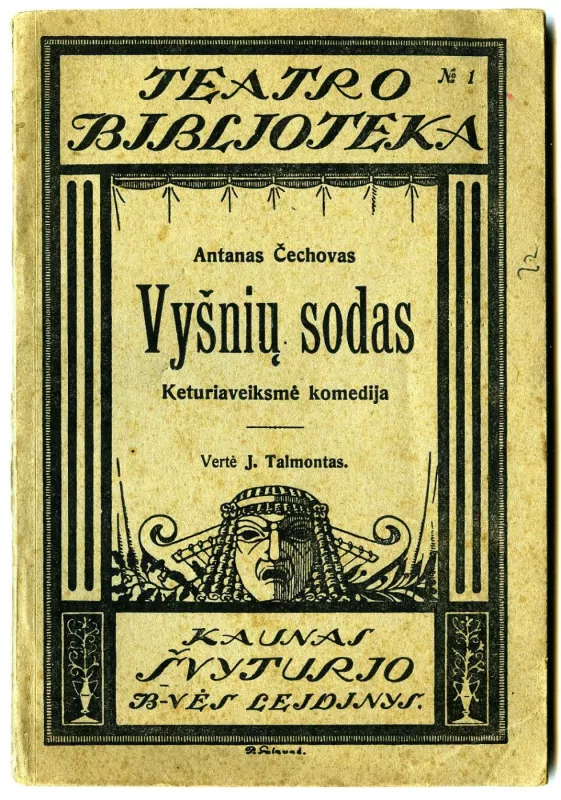 TEATRO № 1
BIBLIOTEKA
Antanas Čechovas
Vyšnių sodas
Keturiaveiksmė komedija
Vertė J. Talmontas.
KAUNAS
ŠVYTURIO
B-VĖS LEIDINYS.